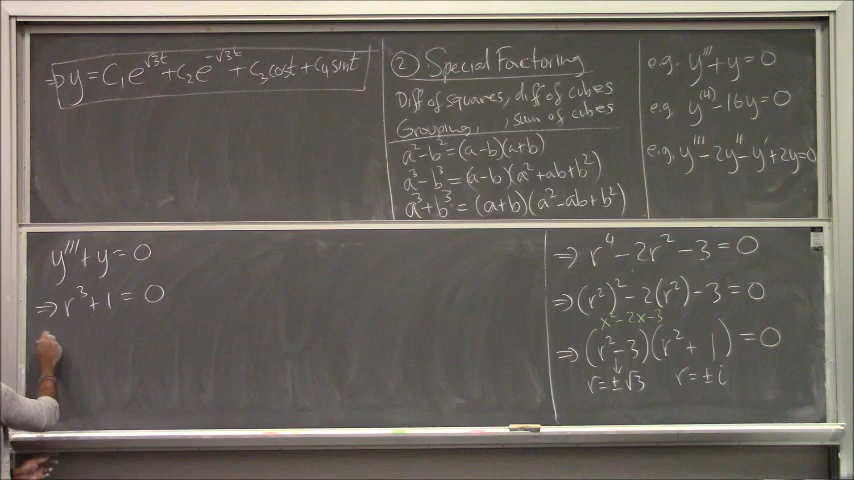 ⇒ y = C₁e^{√3t} + C₂e^{-√3t} + C₃cost + C₄sint
② Special Factoring
Diff of squares, diff of cubes
Grouping, , sum of cubes
a² - b² = (a-b)(a+b)
a³ - b³ = (a-b)(a² + ab + b²)
a³ + b³ = (a+b)(a² - ab + b²)
e.g. y''' + y = 0
e.g. y⁽⁴⁾ - 16y = 0
e.g. y''' - 2y'' - y' + 2y = 0
y''' + y = 0
⇒ r³ + 1 = 0
⇒ r⁴ - 2r² - 3 = 0
⇒ (r²)² - 2(r²) - 3 = 0
x² - 2x - 3
⇒ (r² - 3)(r² + 1) = 0
r = ±√3 r = ±i